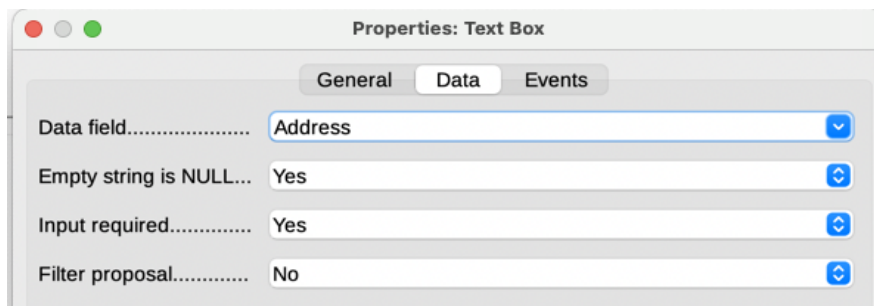 Properties: Text Box
General Data Events
Data field...................... Address
Empty string is NULL... Yes
Input required.............. Yes
Filter proposal............. No